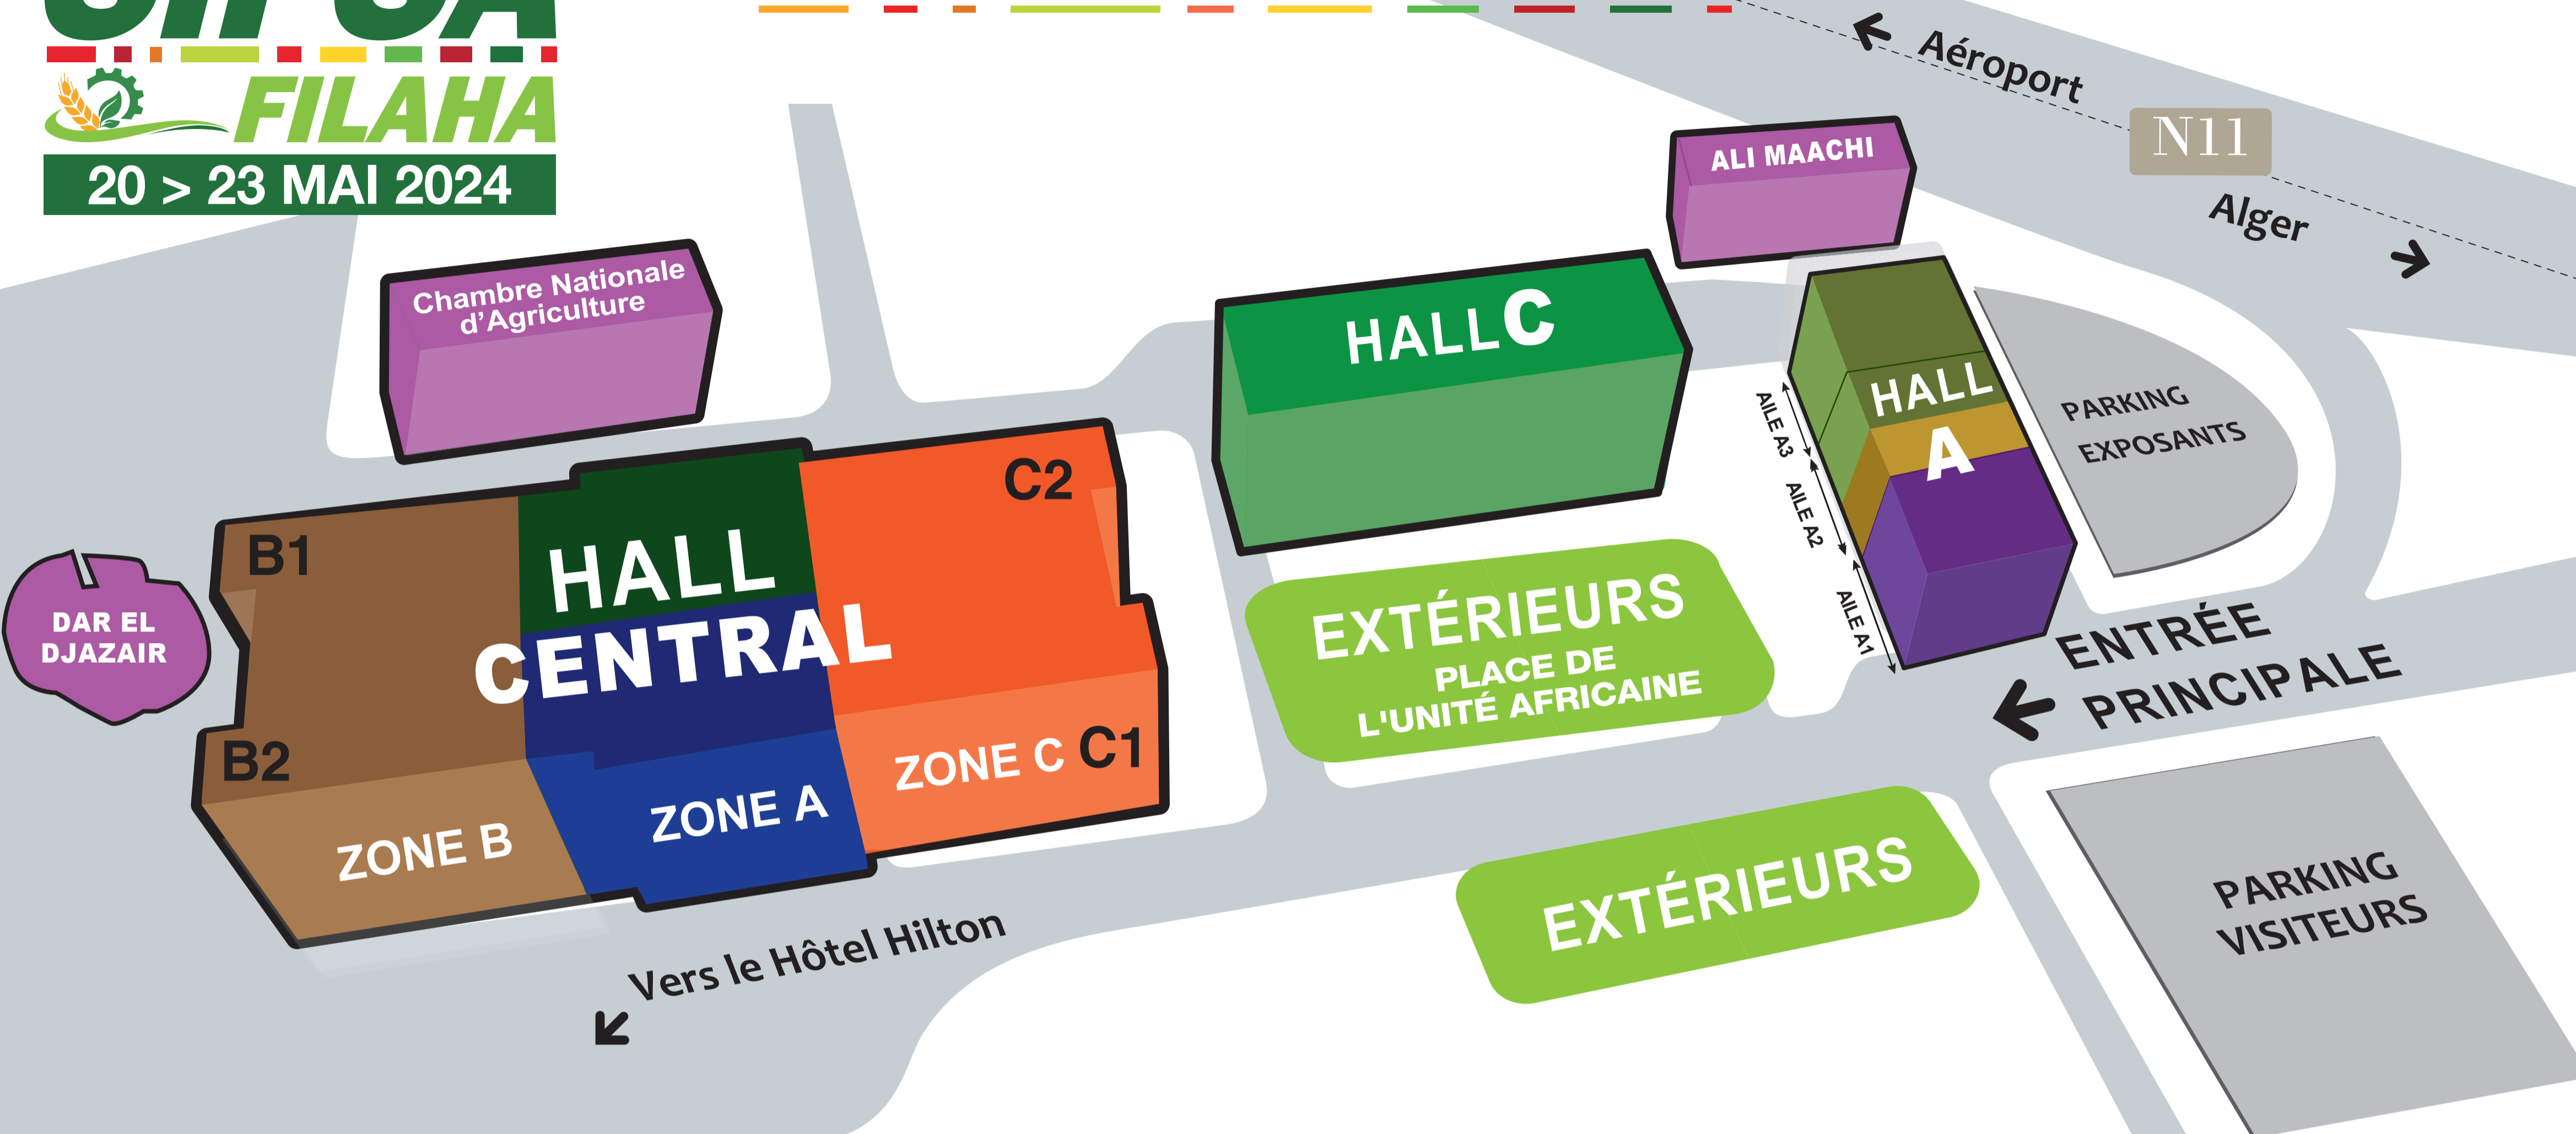 FILAHA
20 > 23 MAI 2024
Aéroport
N11
Alger
ALI MAACHI
Chambre Nationale
d’Agriculture
HALL C
HALL
A
AILE A3
AILE A2
AILE A1
PARKING
EXPOSANTS
B1
C2
HALL
CENTRAL
DAR EL
DJAZAIR
B2
ZONE B
ZONE A
ZONE C C1
EXTÉRIEURS
PLACE DE
L'UNITÉ AFRICAINE
ENTRÉE
PRINCIPALE
EXTÉRIEURS
PARKING
VISITEURS
Vers le Hôtel Hilton